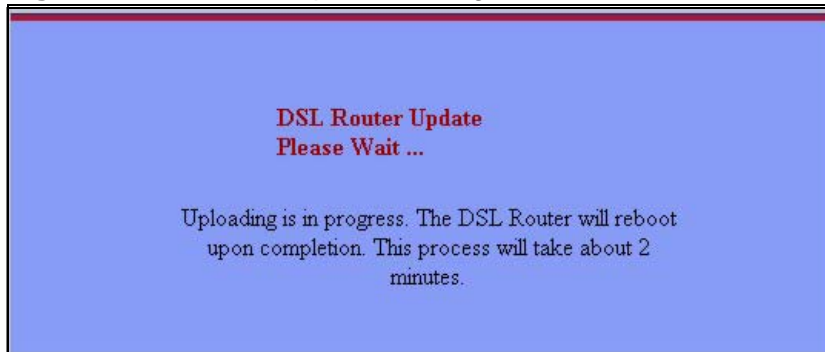 DSL Router Update
Please Wait ...
Uploading is in progress. The DSL Router will reboot
upon completion. This process will take about 2
minutes.